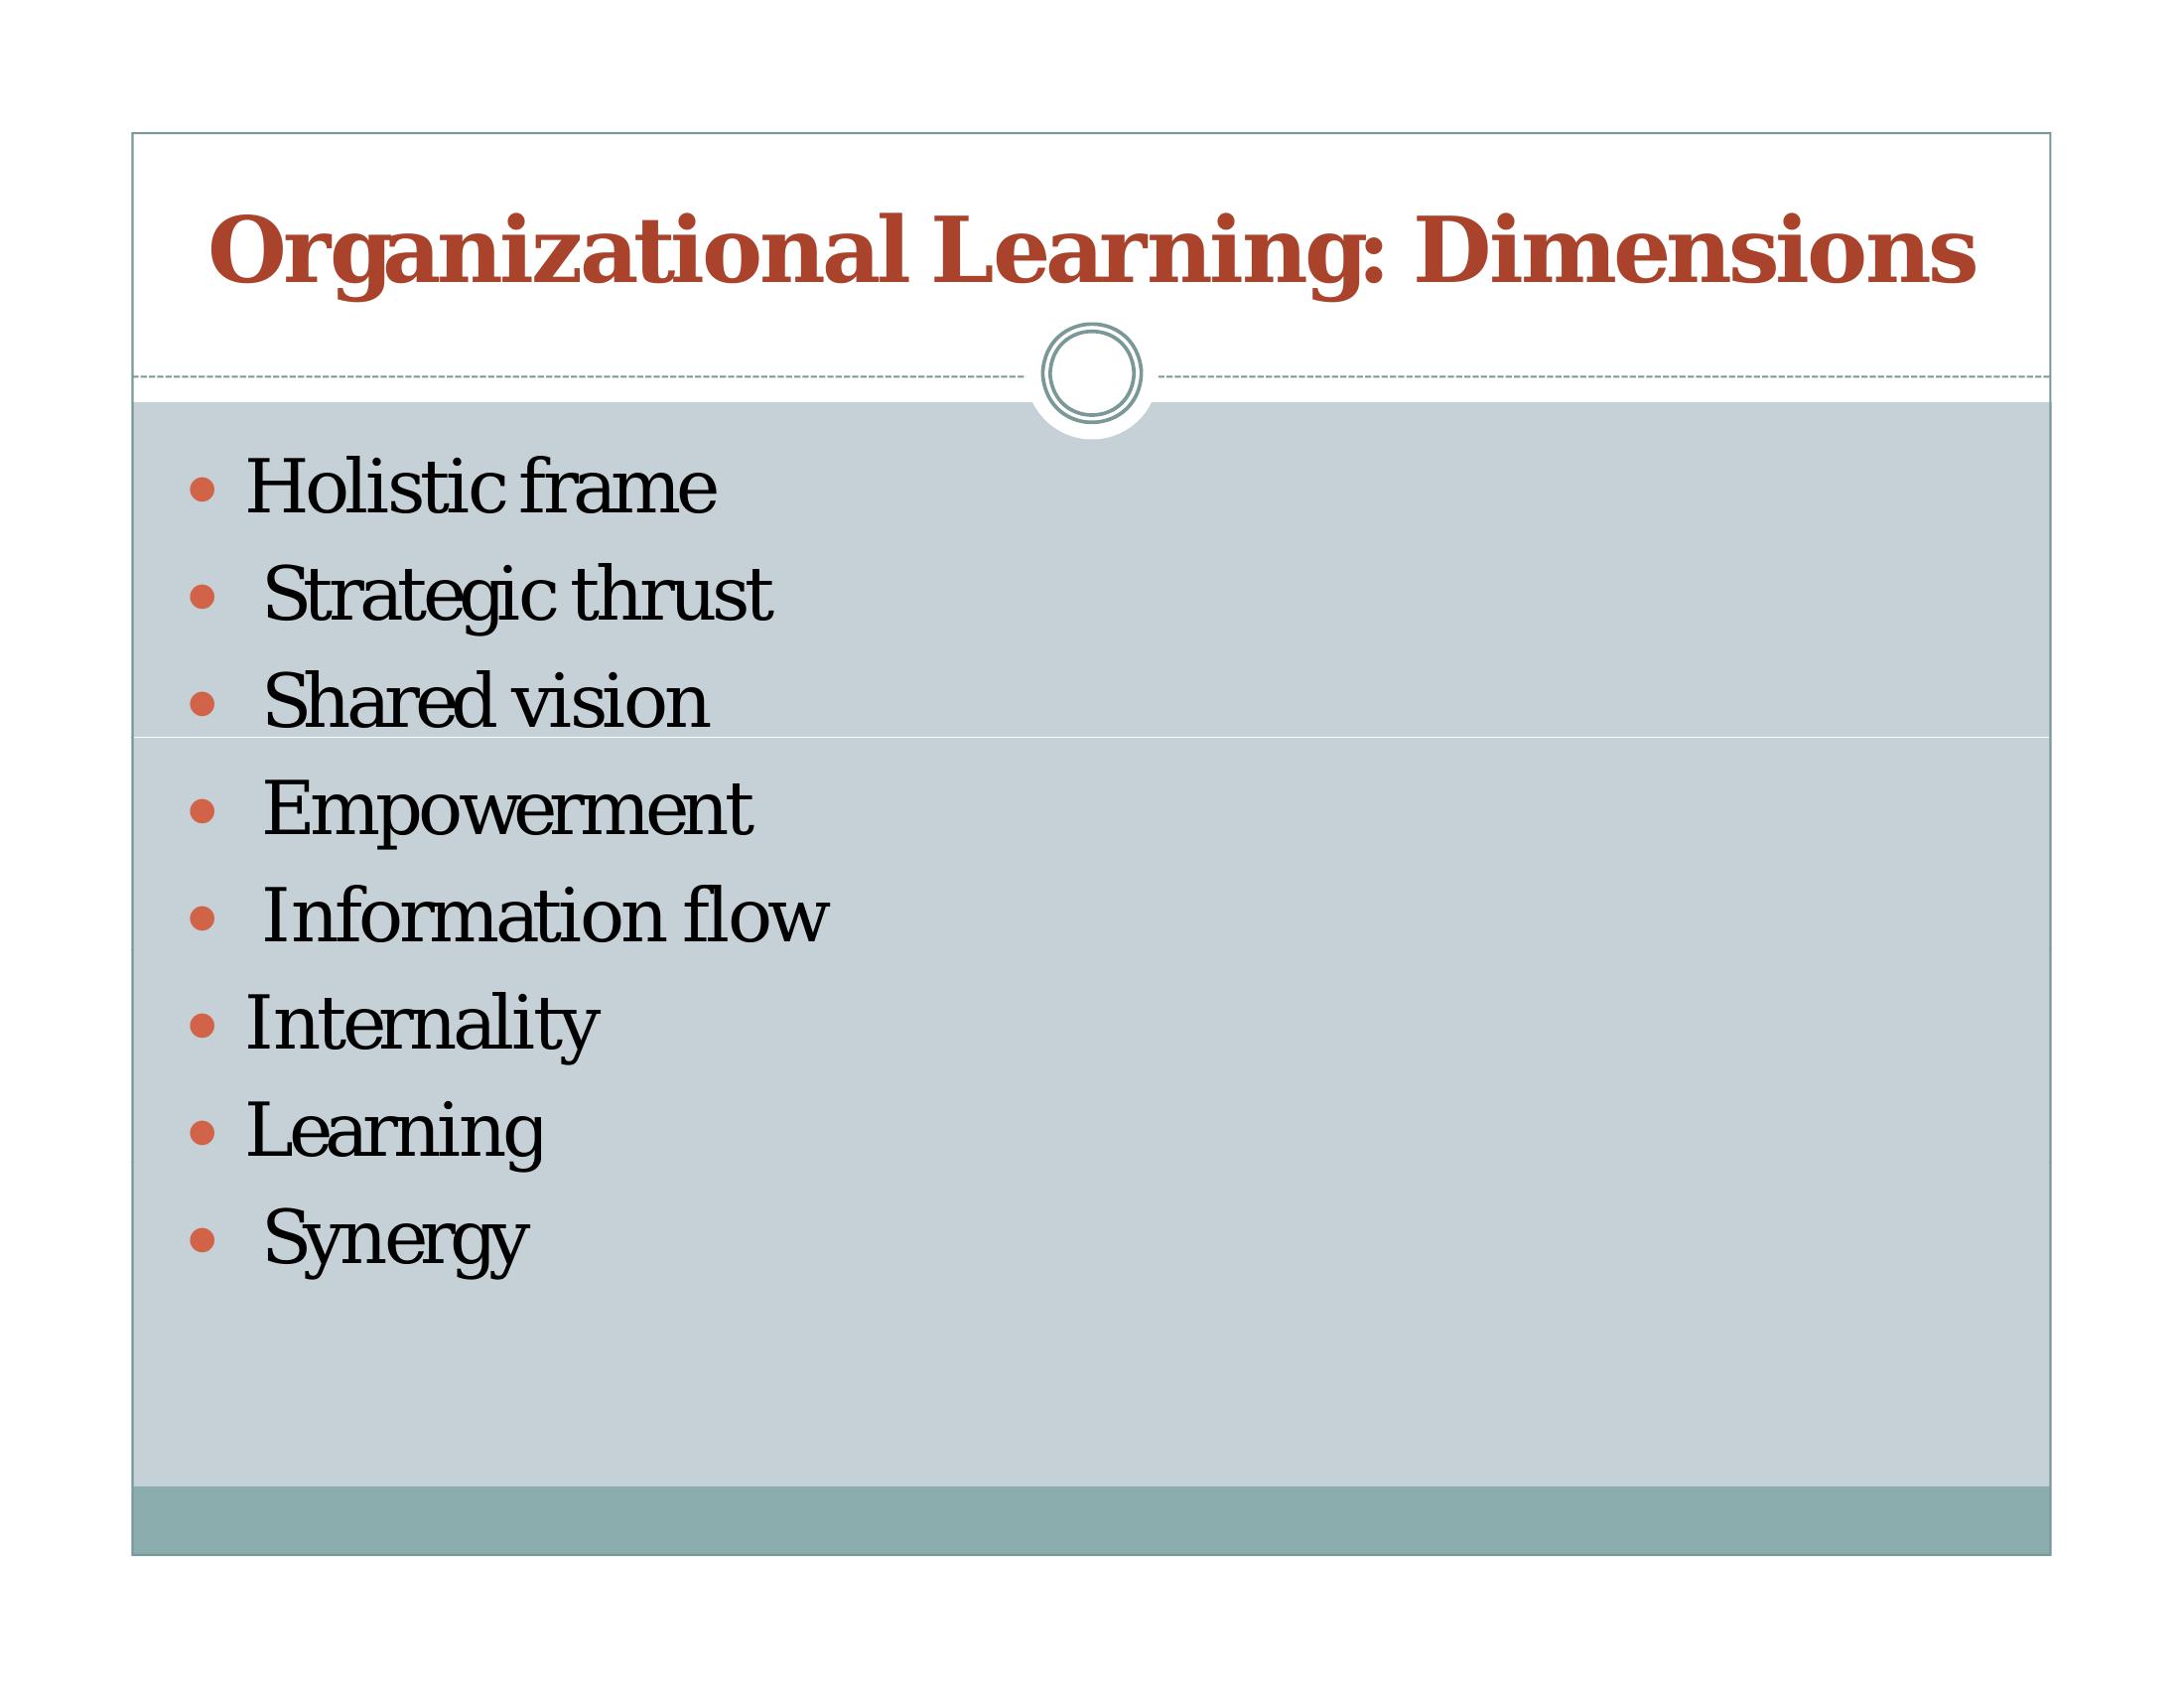 Organizational Learning: Dimensions
• Holistic frame
• Strategic thrust
• Shared vision
• Empowerment
• Information flow
• Internality
• Learning
• Synergy